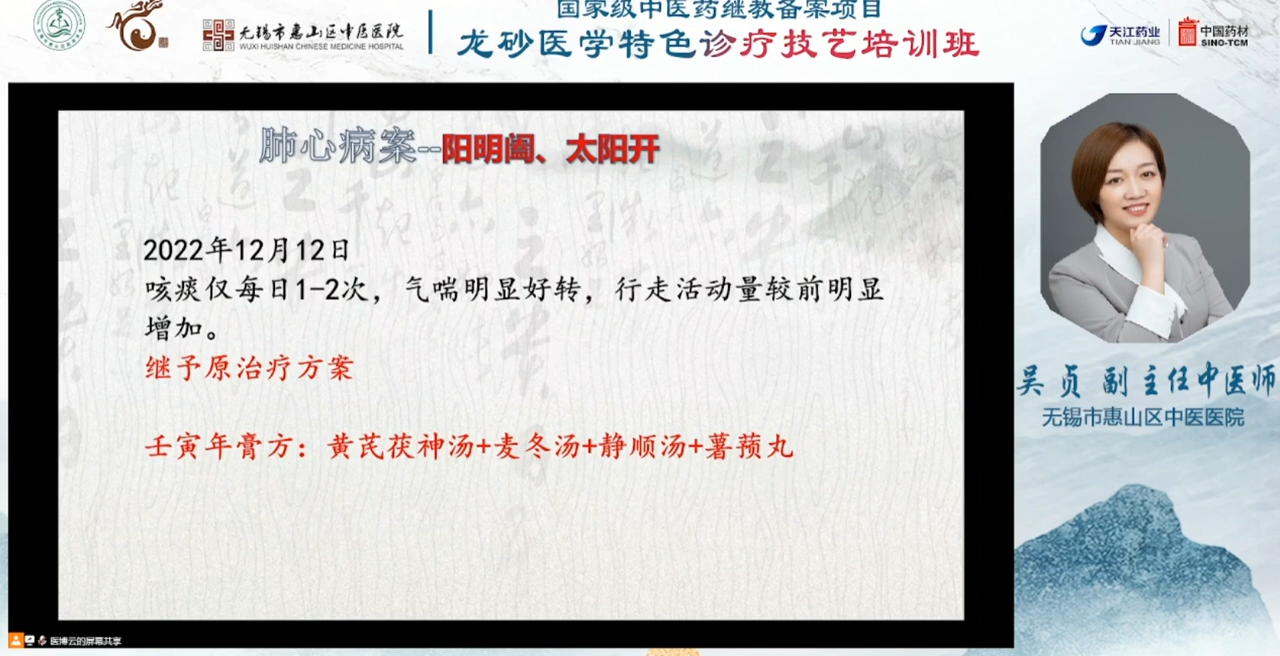 国家级中医药继教备案项目
无锡市惠山区中医医院
WUXI HUISHAN CHINESE MEDICINE HOSPITAL
龙砂医学特色诊疗技艺培训班
天江药业
TIAN JIANG
中国药材
SINO-TCM
肺心病案--阳明阖、太阳开
2022年12月12日
咳痰仅每日1-2次，气喘明显好转，行走活动量较前明显
增加。
继予原治疗方案
壬寅年膏方：黄芪茯神汤+麦冬汤+静顺汤+薯蓣丸
吴贞 副主任中医师
无锡市惠山区中医医院
医博云的屏幕共享